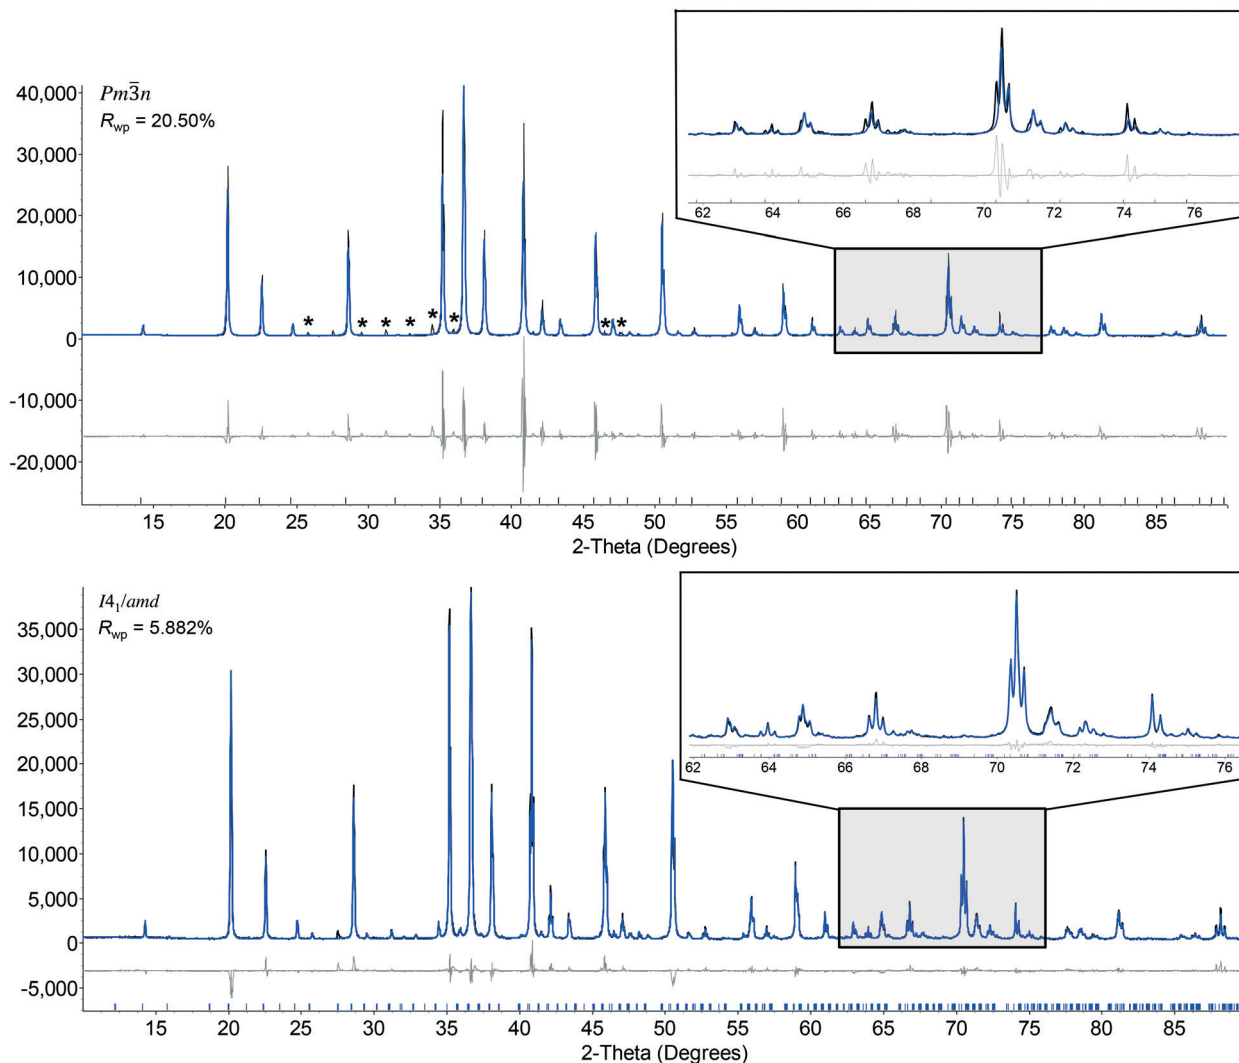 Pm3̅n
Rwp = 20.50%
40,000
30,000
20,000
10,000
0
-10,000
-20,000
* * * * * * * *
62 64 66 68 70 72 74 76
15 20 25 30 35 40 45 50 55 60 65 70 75 80 85
2-Theta (Degrees)
I41/amd
Rwp = 5.882%
35,000
30,000
25,000
20,000
15,000
10,000
5,000
0
-5,000
62 64 66 68 70 72 74 76
15 20 25 30 35 40 45 50 55 60 65 70 75 80 85
2-Theta (Degrees)